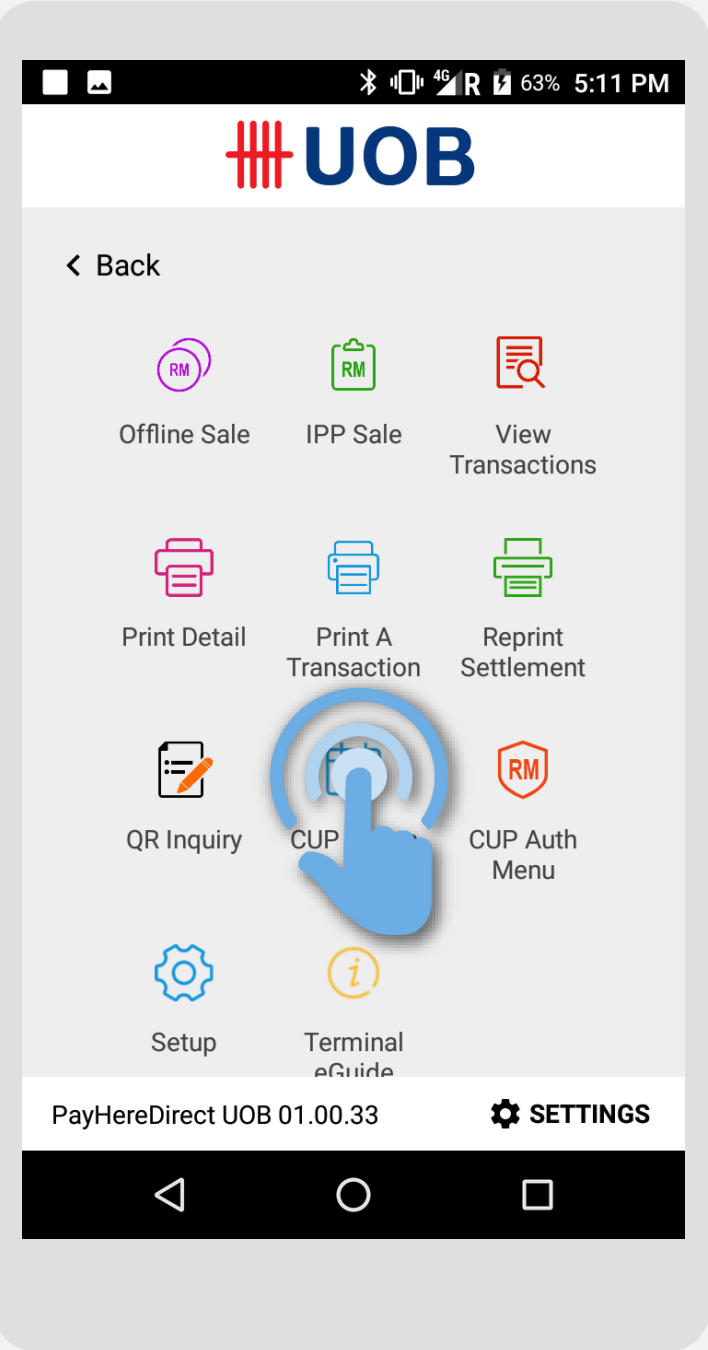 4G R 63% 5:11 PM
UOB
Back
RM
RM
Offline Sale
IPP Sale
View
Transactions
Print Detail
Print A
Transaction
Reprint
Settlement
RM
QR Inquiry
CUP
CUP Auth
Menu
i
Setup
Terminal
eGuide
PayHereDirect UOB 01.00.33
SETTINGS